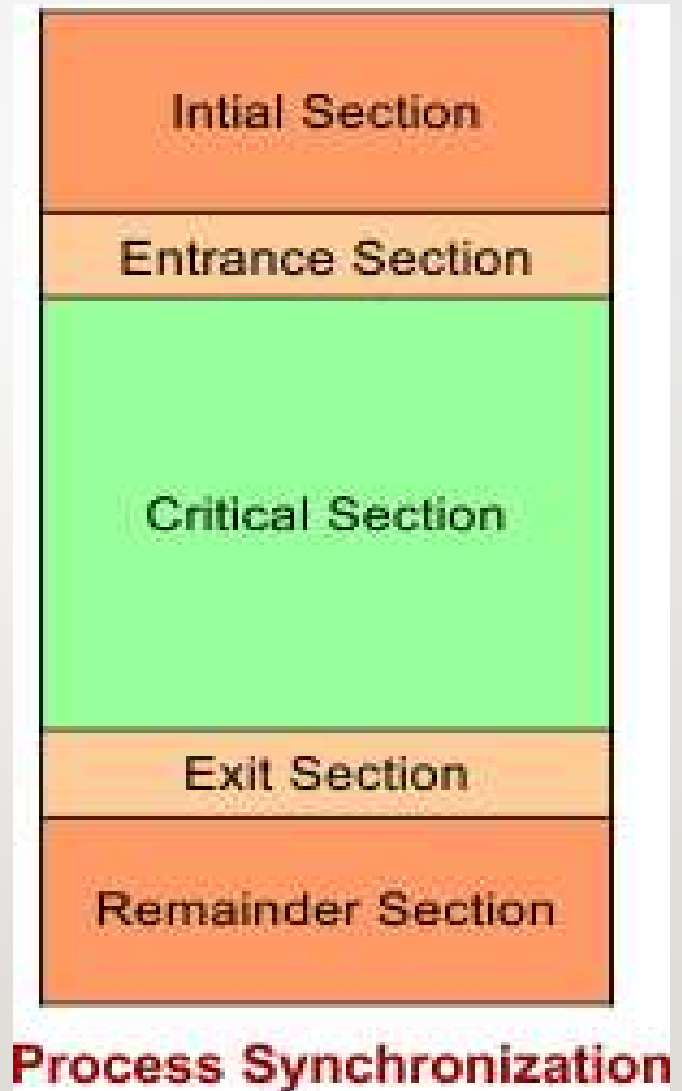 Intial Section
Entrance Section
Critical Section
Exit Section
Remainder Section
Process Synchronization